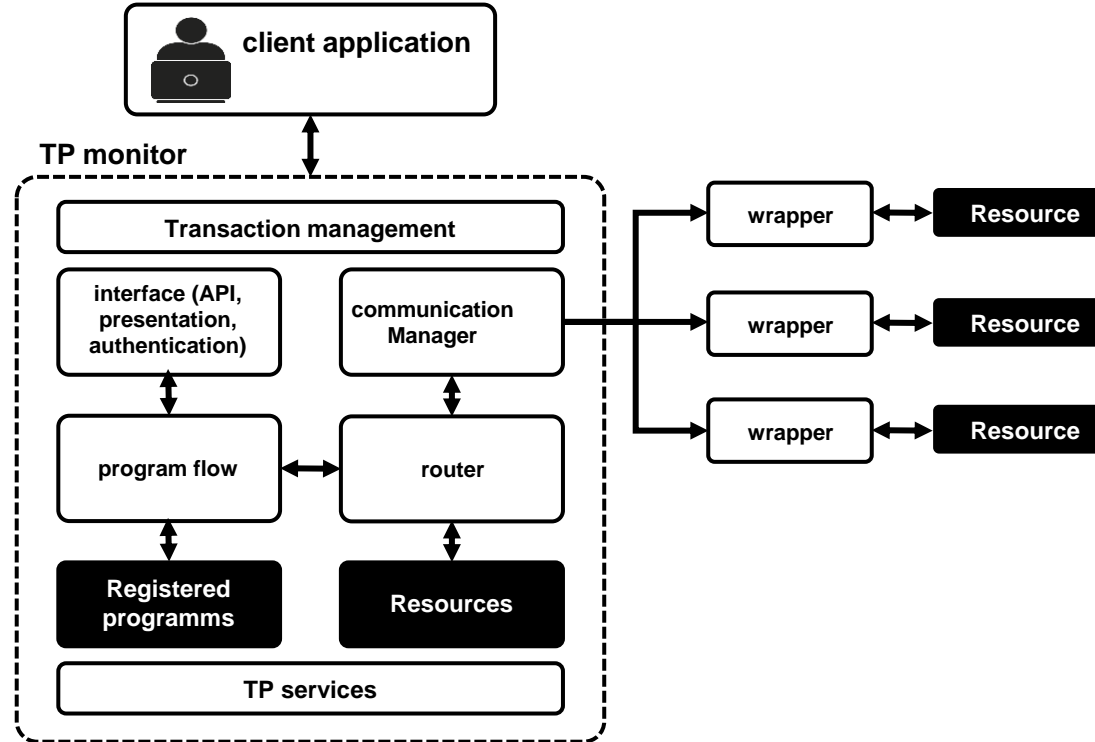 client application
TP monitor
Transaction management
interface (API,
presentation,
authentication)
communication
Manager
program flow
router
Registered
programms
Resources
TP services
wrapper
Resource
wrapper
Resource
wrapper
Resource